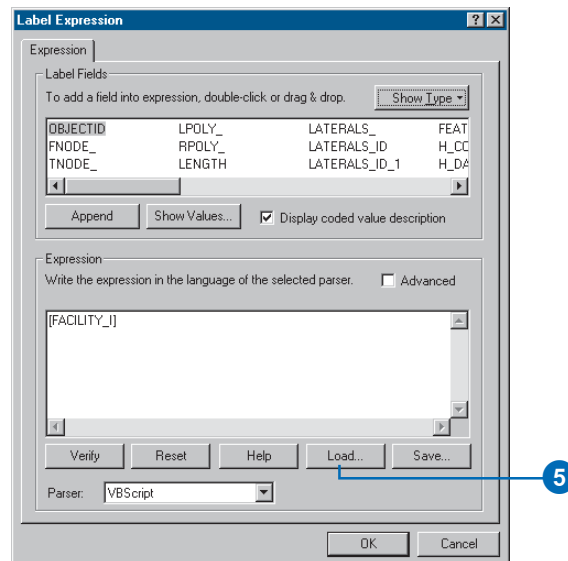 Label Expression
Expression
Label Fields
To add a field into expression, double-click or drag & drop.
Show Type
OBJECTID LPOLY_ LATERALS_ FEAT
FNODE_ RPOLY_ LATERALS_ID H_CO
TNODE_ LENGTH LATERALS_ID_1 H_DA
Append Show Values... Display coded value description
Expression
Write the expression in the language of the selected parser. Advanced
[FACILITY_I]
Verify Reset Help Load... Save...
5
Parser: VBScript
OK Cancel